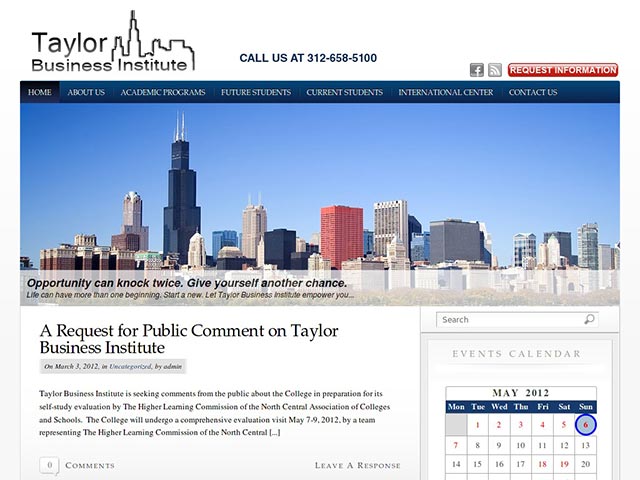 Taylor
Business Institute
CALL US AT 312-658-5100
REQUEST INFORMATION
HOME ABOUT US ACADEMIC PROGRAMS FUTURE STUDENTS CURRENT STUDENTS INTERNATIONAL CENTER CONTACT US
Opportunity can knock twice. Give yourself another chance.
Life can have more than one beginning. Start a new. Let Taylor Business Institute empower you...
A Request for Public Comment on Taylor
Business Institute
On March 3, 2012, in Uncategorized, by admin
Taylor Business Institute is seeking comments from the public about the College in preparation for its
self-study evaluation by The Higher Learning Commission of the North Central Association of Colleges
and Schools. The College will undergo a comprehensive evaluation visit May 7-9, 2012, by a team
representing The Higher Learning Commission of the North Central [...]
0 COMMENTS
LEAVE A RESPONSE
Search
EVENTS CALENDAR
MAY 2012
Mon Tue Wed Thu Fri Sat Sun
1 2 3 4 5 6
7 8 9 10 11 12 13
14 15 16 17 18 19 20